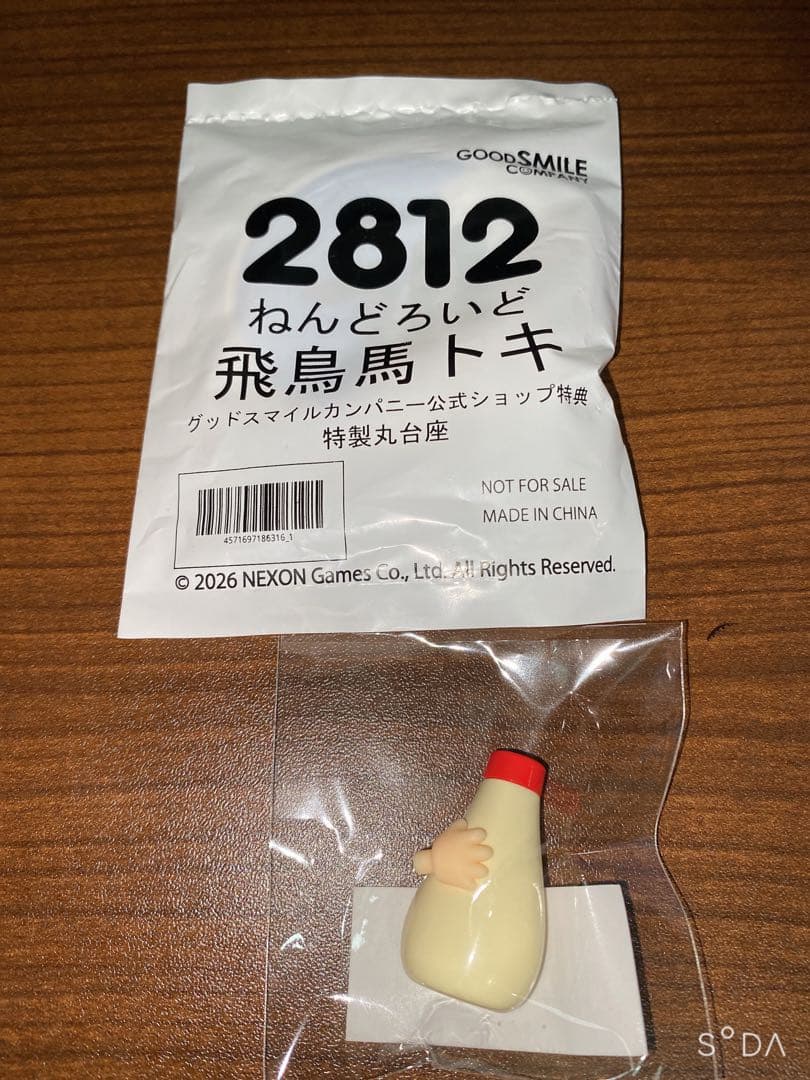 GOODSMILE
COMPANY
2812
ねんどろいど
飛鳥馬トキ
グッドスマイルカンパニー公式ショップ特典
特製丸台座
NOT FOR SALE
MADE IN CHINA
4571697186316_1
© 2026 NEXON Games Co., Ltd. All Rights Reserved.
SODA